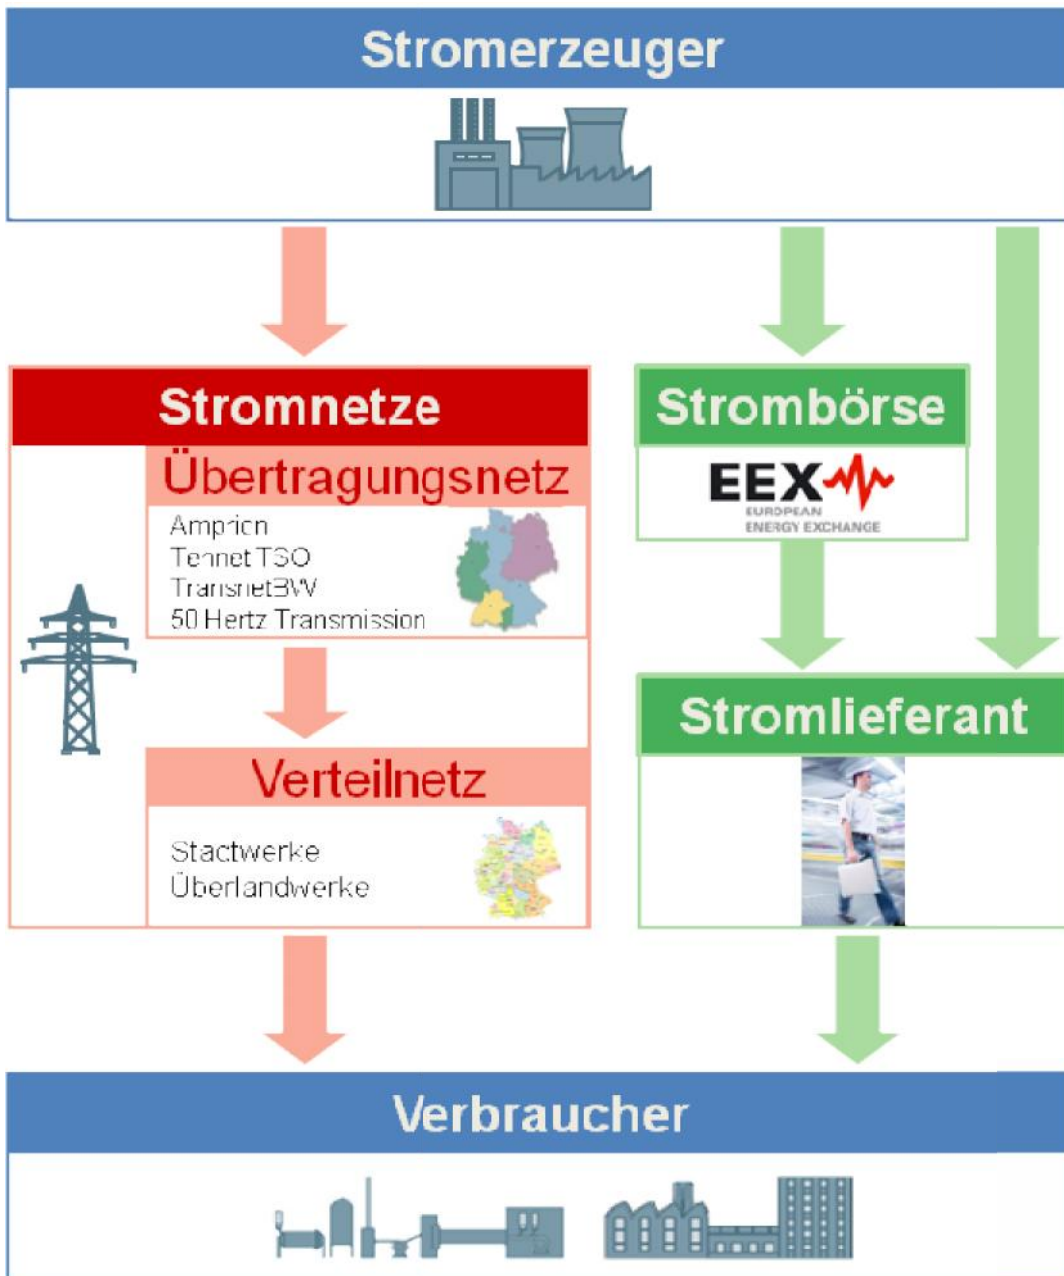 Stromerzeuger
Stromnetze
Übertragungsnetz
Amprion
Tennet TSO
TransnetBW
50 Hertz Transmission
Verteilnetz
Stadtwerke
Überlandwerke
Strombörse
EEX
EUROPEAN
ENERGY EXCHANGE
Stromlieferant
Verbraucher